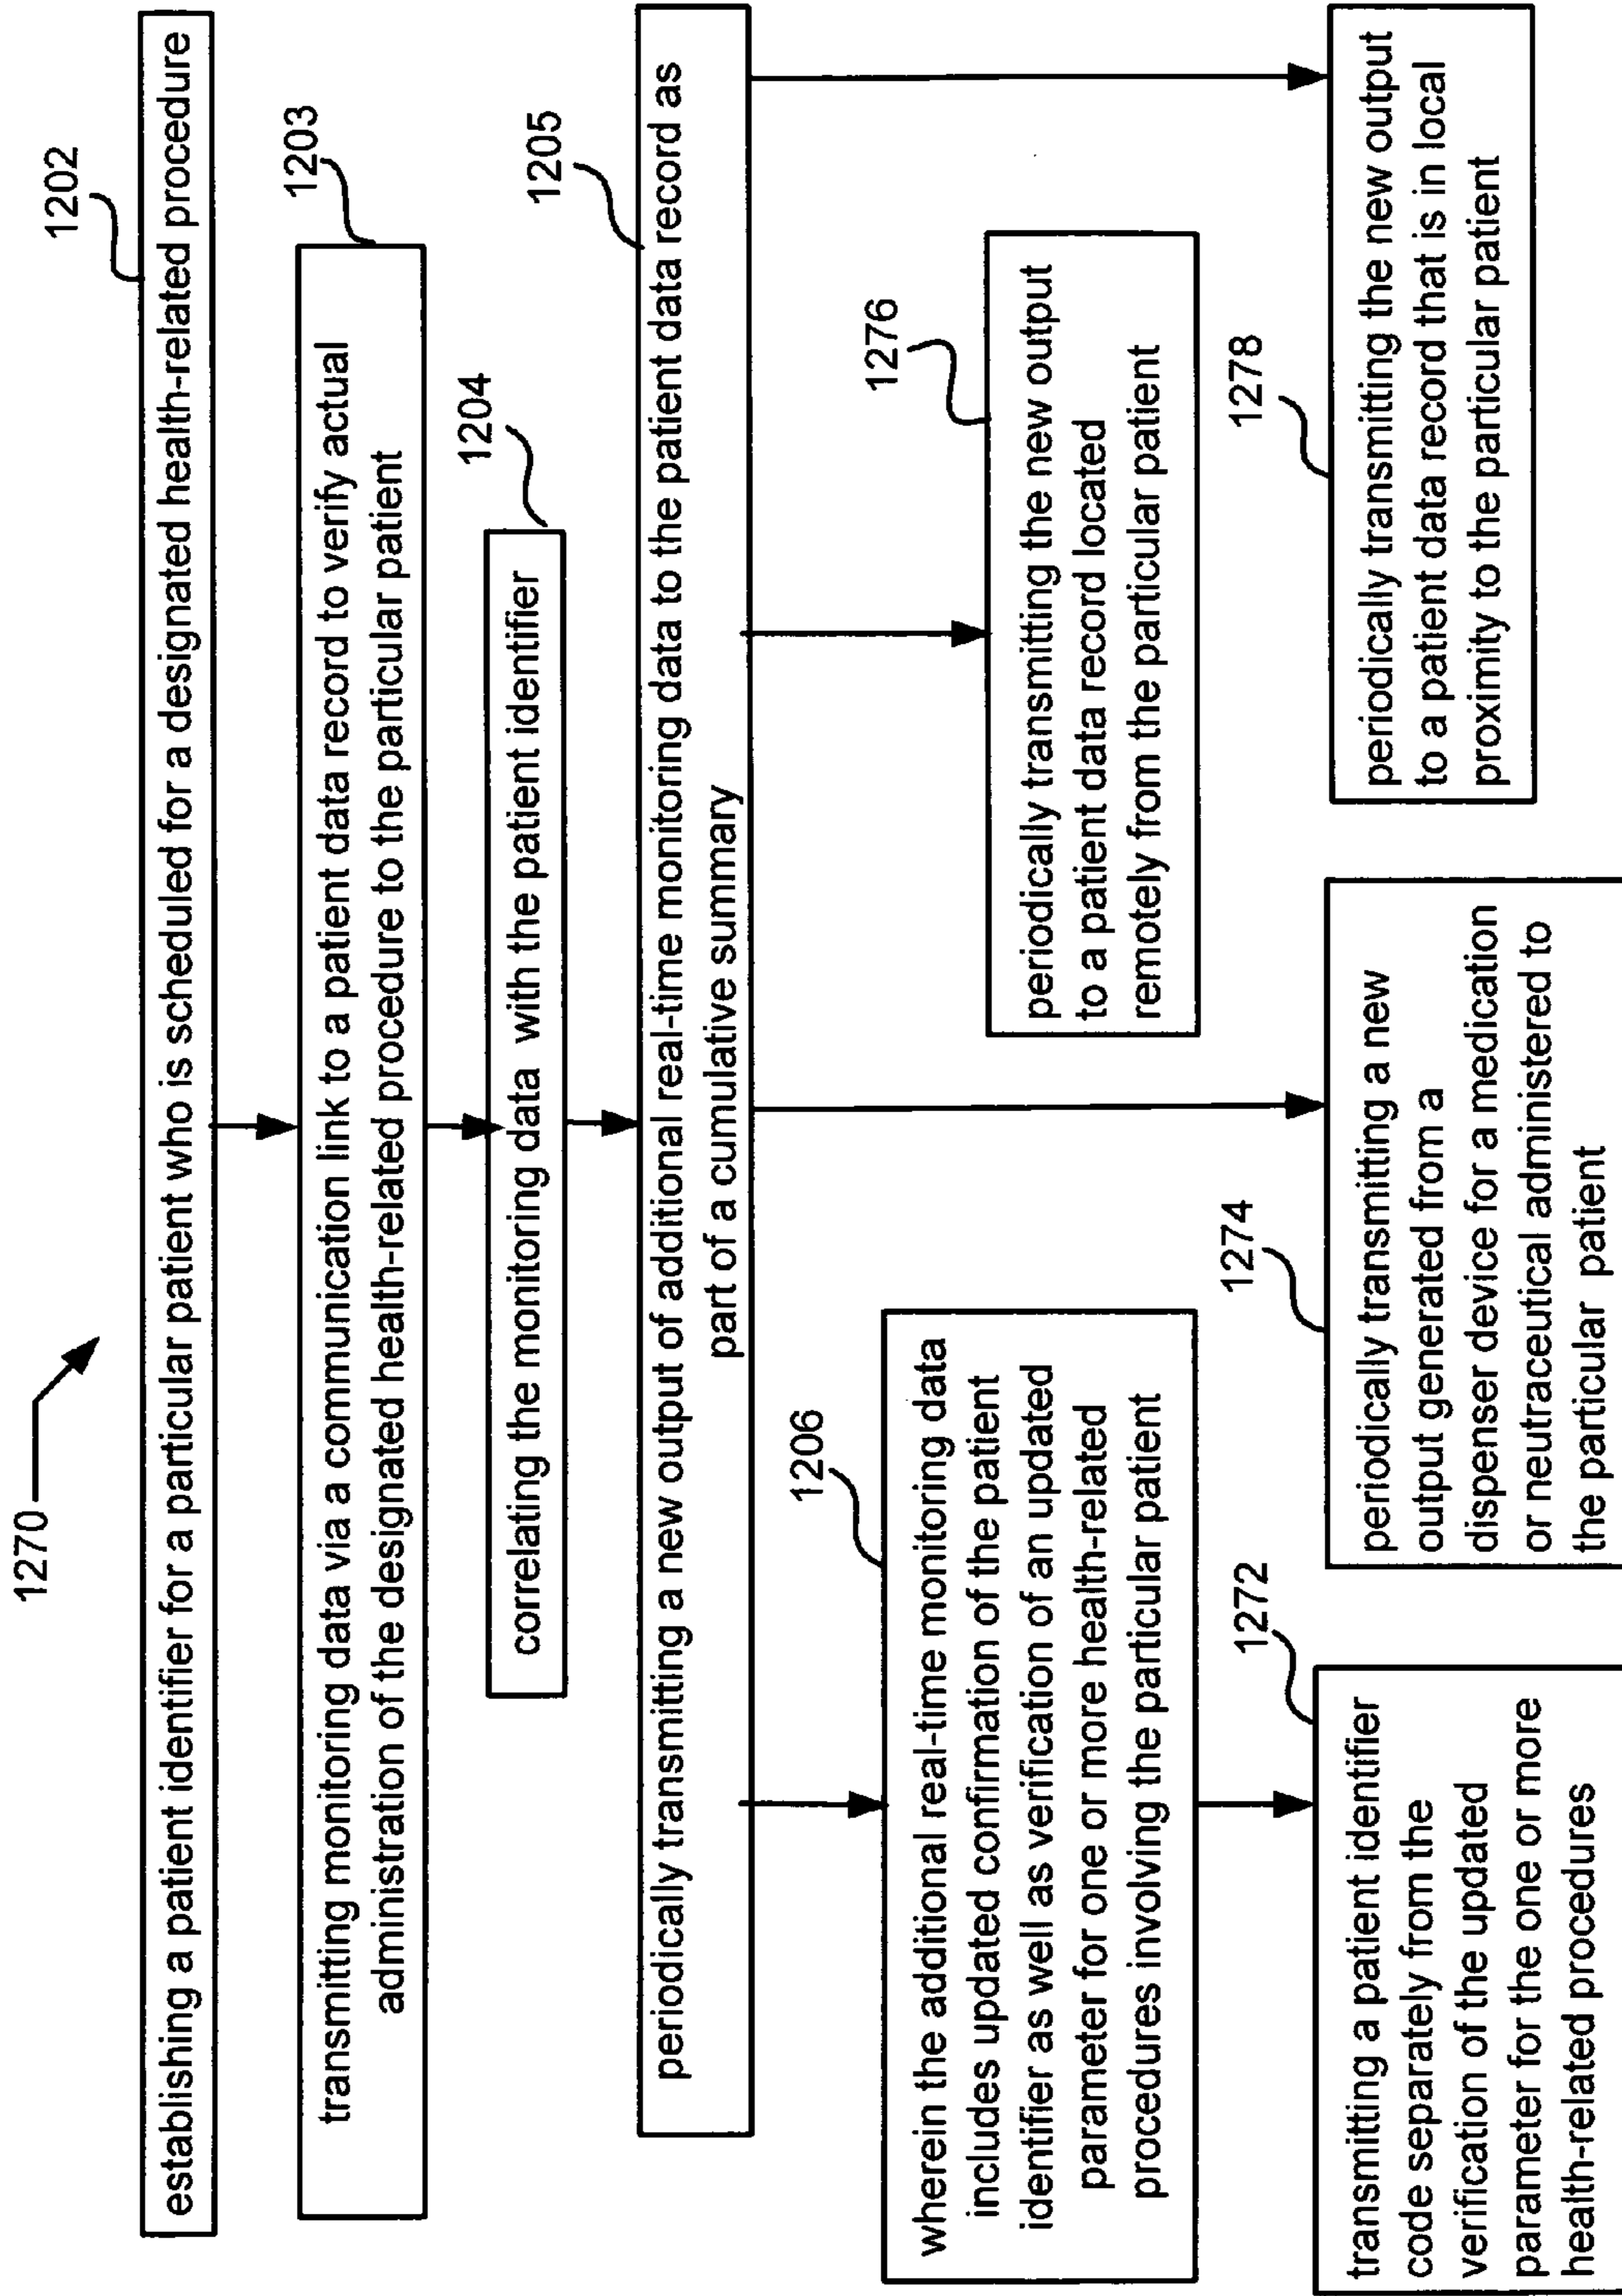 1270
1202
establishing a patient identifier for a particular patient who is scheduled for a designated health-related procedure
1203
transmitting monitoring data via a communication link to a patient data record to verify actual
administration of the designated health-related procedure to the particular patient
1204
correlating the monitoring data with the patient identifier
1205
periodically transmitting a new output of additional real-time monitoring data to the patient data record as
part of a cumulative summary
1206
wherein the additional real-time monitoring data
includes updated confirmation of the patient
identifier as well as verification of an updated
parameter for one or more health-related
procedures involving the particular patient
1276
periodically transmitting the new output
to a patient data record located
remotely from the particular patient
1272
transmitting a patient identifier
code separately from the
verification of the updated
parameter for the one or more
health-related procedures
1274
periodically transmitting a new
output generated from a
dispenser device for a medication
or neutraceutical administered to
the particular patient
1278
periodically transmitting the new output
to a patient data record that is in local
proximity to the particular patient